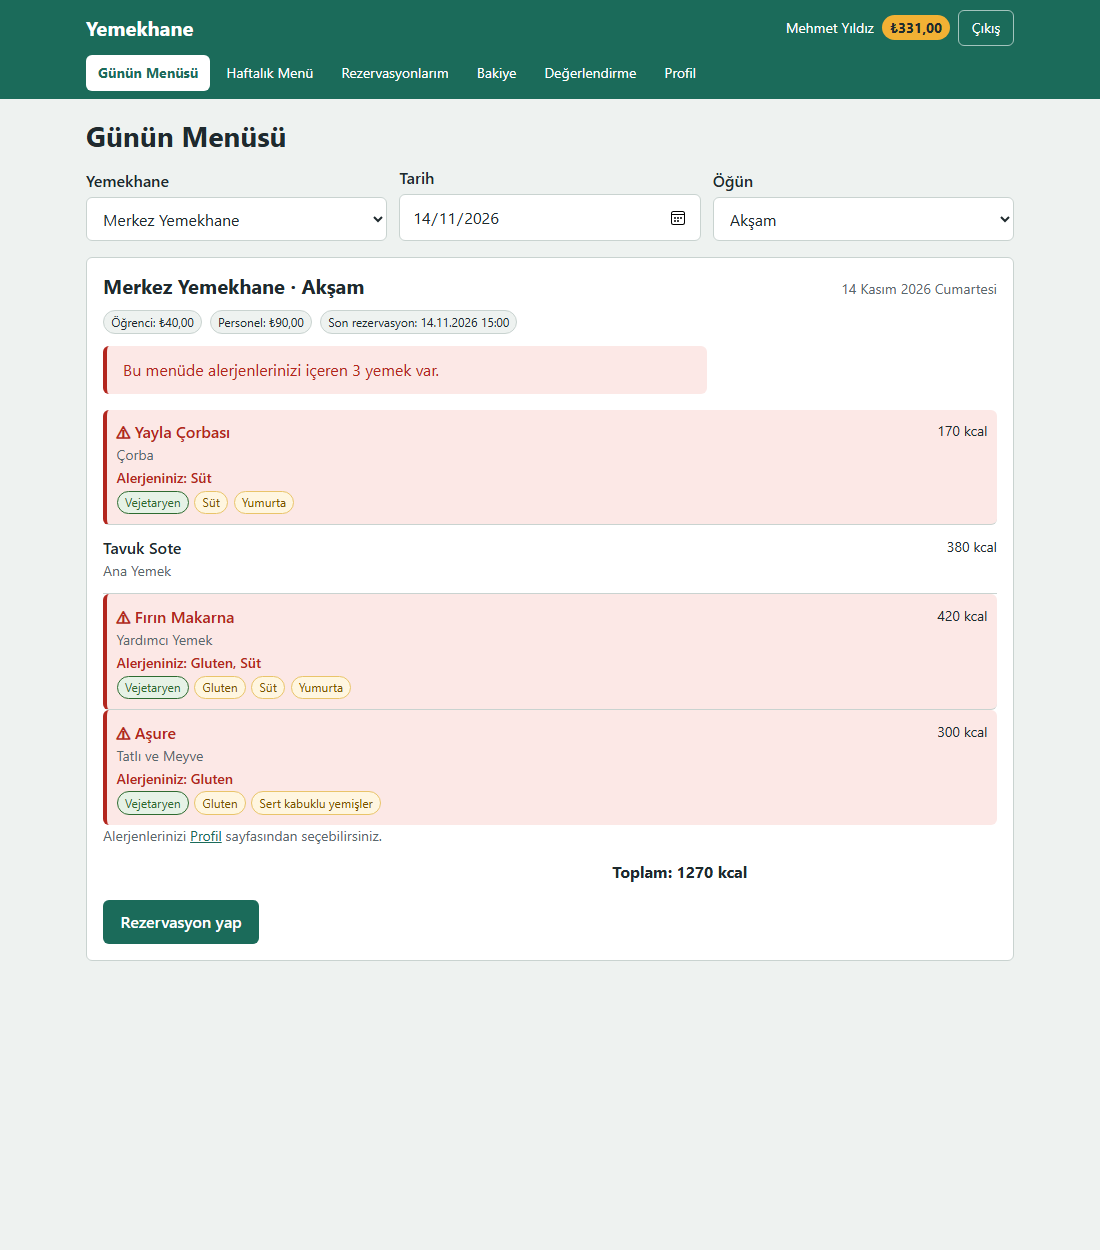 Yemekhane
Mehmet Yıldız ₺331,00 Çıkış
Günün Menüsü Haftalık Menü Rezervasyonlarım Bakiye Değerlendirme Profil
Günün Menüsü
Yemekhane Tarih Öğün
Merkez Yemekhane 14/11/2026 Akşam
Merkez Yemekhane · Akşam 14 Kasım 2026 Cumartesi
Öğrenci: ₺40,00 Personel: ₺90,00 Son rezervasyon: 14.11.2026 15:00
Bu menüde alerjenlerinizi içeren 3 yemek var.
⚠ Yayla Çorbası 170 kcal
Çorba
Alerjeniniz: Süt
Vejetaryen Süt Yumurta
Tavuk Sote 380 kcal
Ana Yemek
⚠ Fırın Makarna 420 kcal
Yardımcı Yemek
Alerjeniniz: Gluten, Süt
Vejetaryen Gluten Süt Yumurta
⚠ Aşure 300 kcal
Tatlı ve Meyve
Alerjeniniz: Gluten
Vejetaryen Gluten Sert kabuklu yemişler
Alerjenlerinizi Profil sayfasından seçebilirsiniz.
Toplam: 1270 kcal
Rezervasyon yap